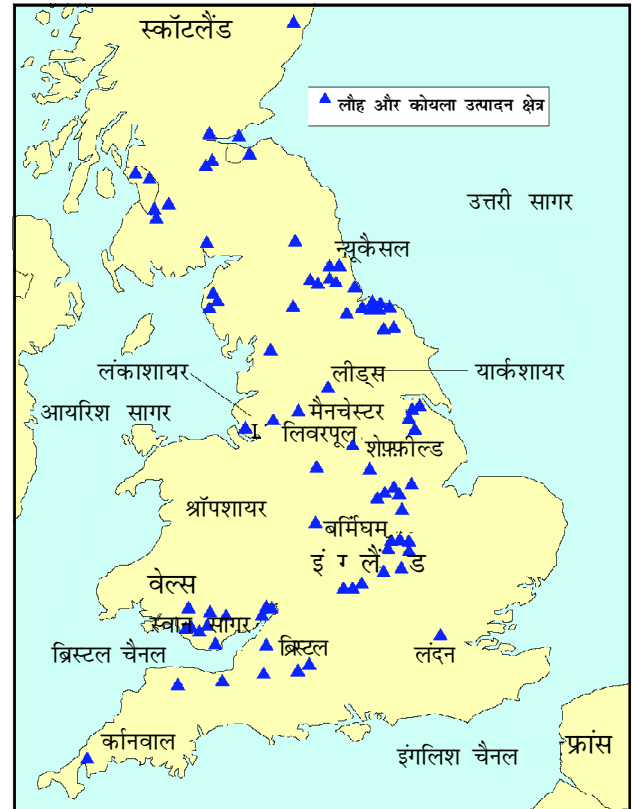 स्कॉटलैंड
लौह और कोयला उत्पादन क्षेत्र
उत्तरी सागर
न्यूकैसल
लंकाशायर
लीड्स
यार्कशायर
आयरिश सागर
मैनचेस्टर
L
लिवरपूल
शेफ़्फ़ील्ड
श्रॉपशायर
बर्मिंघम
इंग्लैंड
वेल्स
स्वान सागर
ब्रिस्टल चैनल
ब्रिस्टल
लंदन
कॉर्नवाल
इंगलिश चैनल
फ्रांस